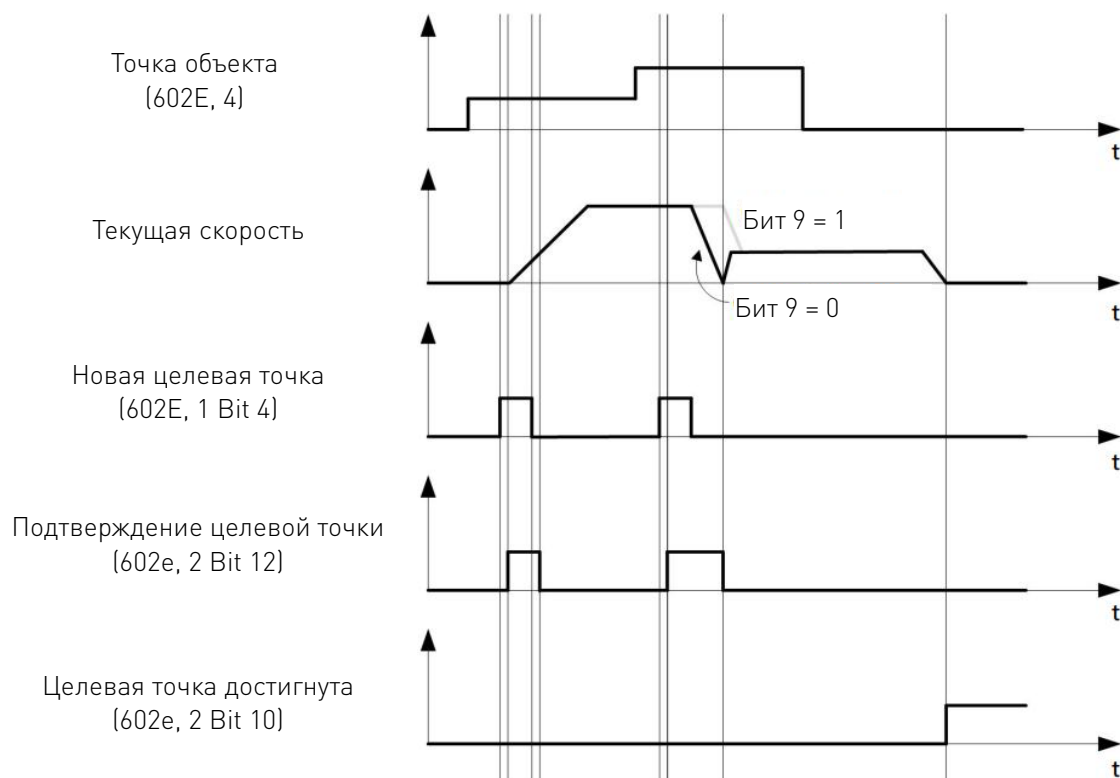 Точка объекта
(602E, 4)
t
Текущая скорость
Бит 9 = 1
Бит 9 = 0
t
Новая целевая точка
(602E, 1 Bit 4)
t
Подтверждение целевой точки
(602e, 2 Bit 12)
t
Целевая точка достигнута
(602e, 2 Bit 10)
t